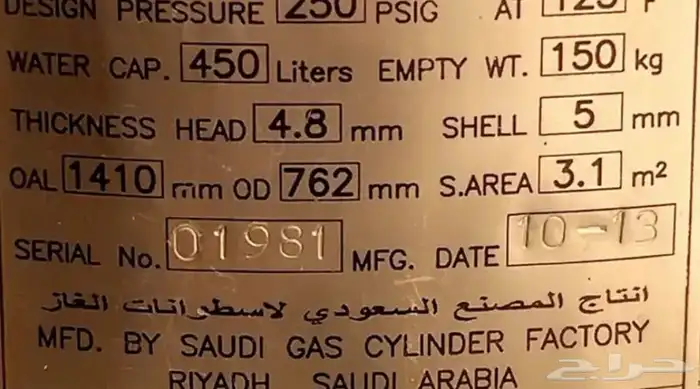 DESIGN PRESSURE 250 PSIG AT 125 F
WATER CAP. 450 Liters EMPTY WT. 150 kg
THICKNESS HEAD 4.8 mm SHELL 5 mm
OAL 1410 mm OD 762 mm S.AREA 3.1 m²
SERIAL No. 01981 MFG. DATE 10-13
انتاج المصنع السعودي لاسطوانات الغاز
MFD. BY SAUDI GAS CYLINDER FACTORY
RIYADH SAUDI ARABIA
حراج